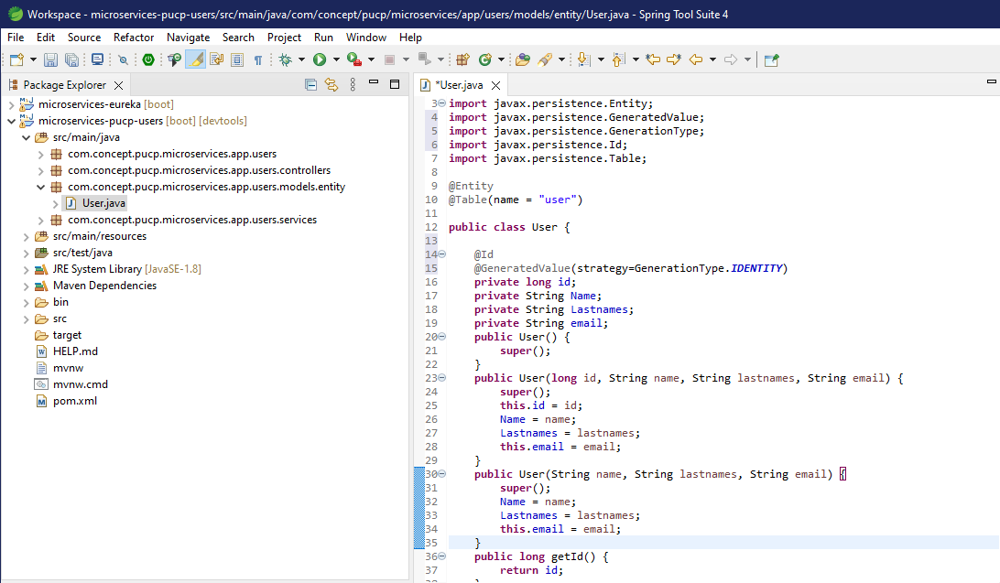 Workspace - microservices-pucp-users/src/main/java/com/concept/pucp/microservices/app/users/models/entity/User.java - Spring Tool Suite 4
File Edit Source Refactor Navigate Search Project Run Window Help
Package Explorer
microservices-eureka [boot]
microservices-pucp-users [boot] [devtools]
src/main/java
com.concept.pucp.microservices.app.users
com.concept.pucp.microservices.app.users.controllers
com.concept.pucp.microservices.app.users.models.entity
User.java
com.concept.pucp.microservices.app.users.services
src/main/resources
src/test/java
JRE System Library [JavaSE-1.8]
Maven Dependencies
bin
src
target
HELP.md
mvnw
mvnw.cmd
pom.xml
*User.java
3 import javax.persistence.Entity;
4 import javax.persistence.GeneratedValue;
5 import javax.persistence.GenerationType;
6 import javax.persistence.Id;
7 import javax.persistence.Table;
8
9 @Entity
10 @Table(name = "user")
11
12 public class User {
13
14 @Id
15 @GeneratedValue(strategy=GenerationType.IDENTITY)
16 private long id;
17 private String Name;
18 private String Lastnames;
19 private String email;
20 public User() {
21 super();
22 }
23 public User(long id, String name, String lastnames, String email) {
24 super();
25 this.id = id;
26 Name = name;
27 Lastnames = lastnames;
28 this.email = email;
29 }
30 public User(String name, String lastnames, String email) {
31 super();
32 Name = name;
33 Lastnames = lastnames;
34 this.email = email;
35 }
36 public long getId() {
37 return id;